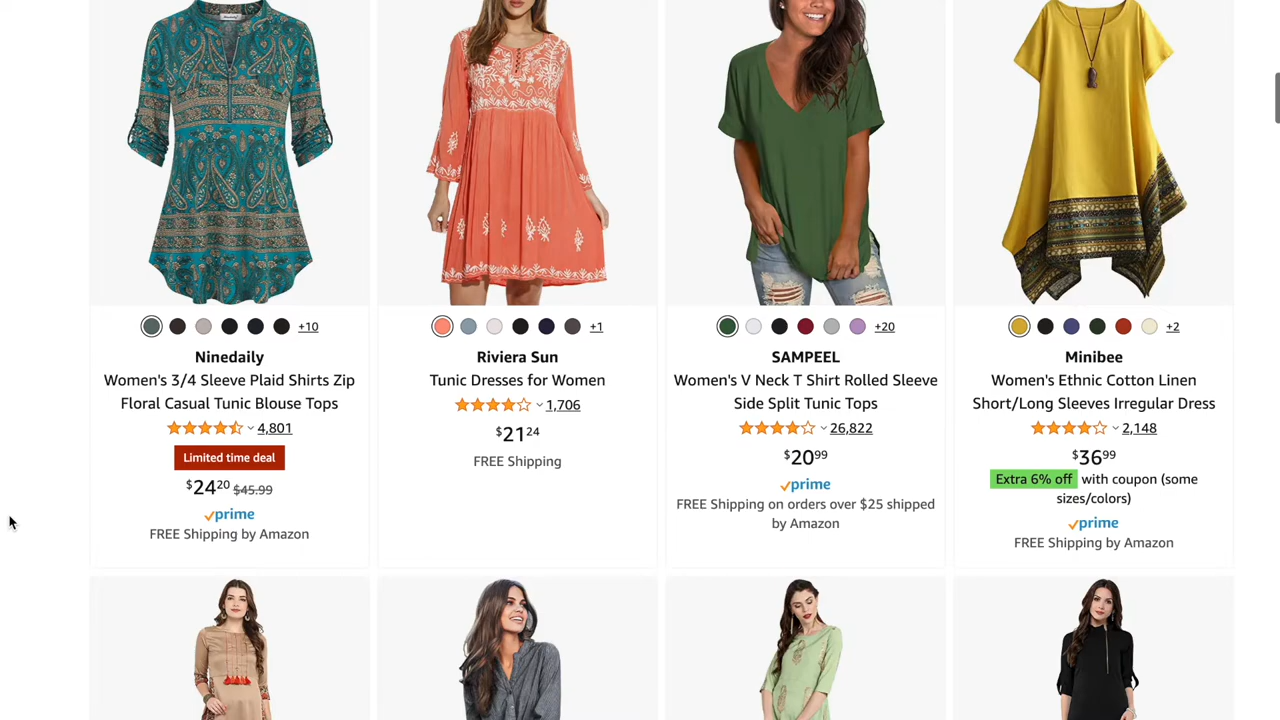 +10
Ninedaily
Women's 3/4 Sleeve Plaid Shirts Zip
Floral Casual Tunic Blouse Tops
4,801
Limited time deal
$24 20 $45.99
prime
FREE Shipping by Amazon
+1
Riviera Sun
Tunic Dresses for Women
1,706
$21 24
FREE Shipping
+20
SAMPEEL
Women's V Neck T Shirt Rolled Sleeve
Side Split Tunic Tops
26,822
$20 99
prime
FREE Shipping on orders over $25 shipped
by Amazon
+2
Minibee
Women's Ethnic Cotton Linen
Short/Long Sleeves Irregular Dress
2,148
$36 99
Extra 6% off with coupon (some
sizes/colors)
prime
FREE Shipping by Amazon